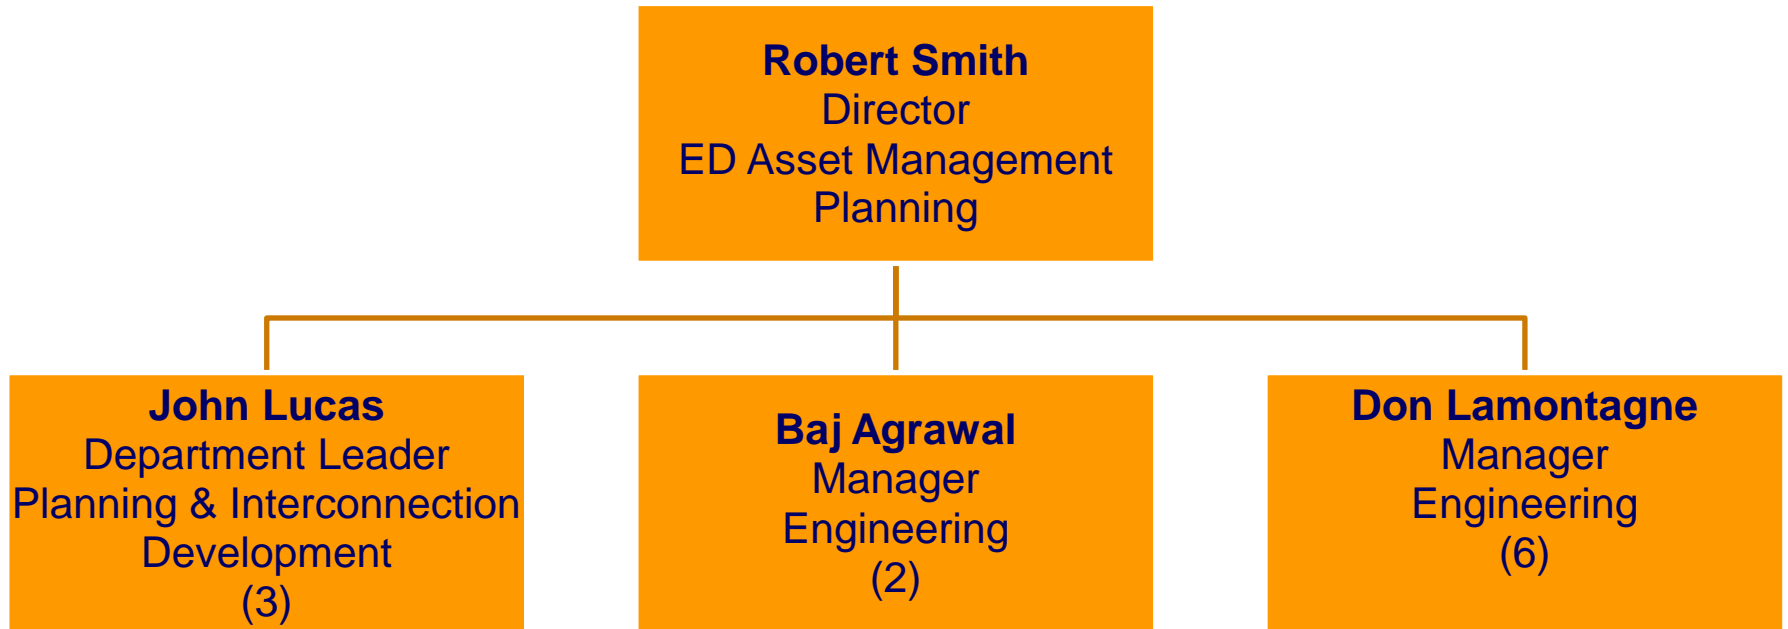 Robert Smith
Director
ED Asset Management
Planning
John Lucas
Department Leader
Planning & Interconnection
Development
(3)
Baj Agrawal
Manager
Engineering
(2)
Don Lamontagne
Manager
Engineering
(6)